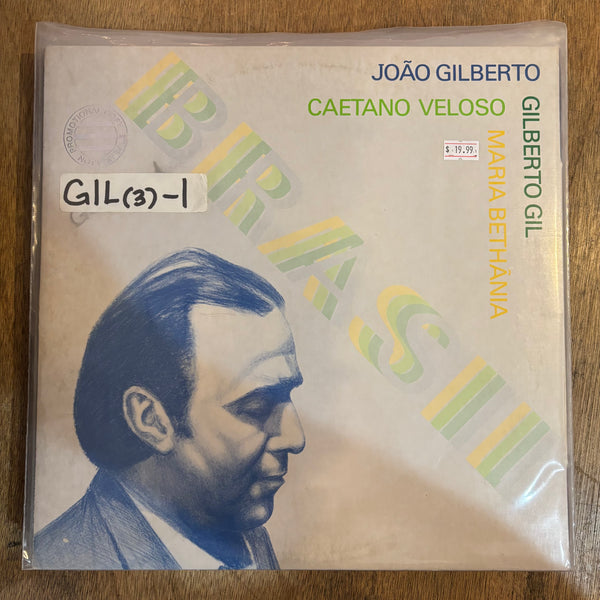 JOÃO GILBERTO
CAETANO VELOSO
GILBERTO GIL
MARIA BETHÂNIA
$ 19.99
BRASIL
GIL(3)-1